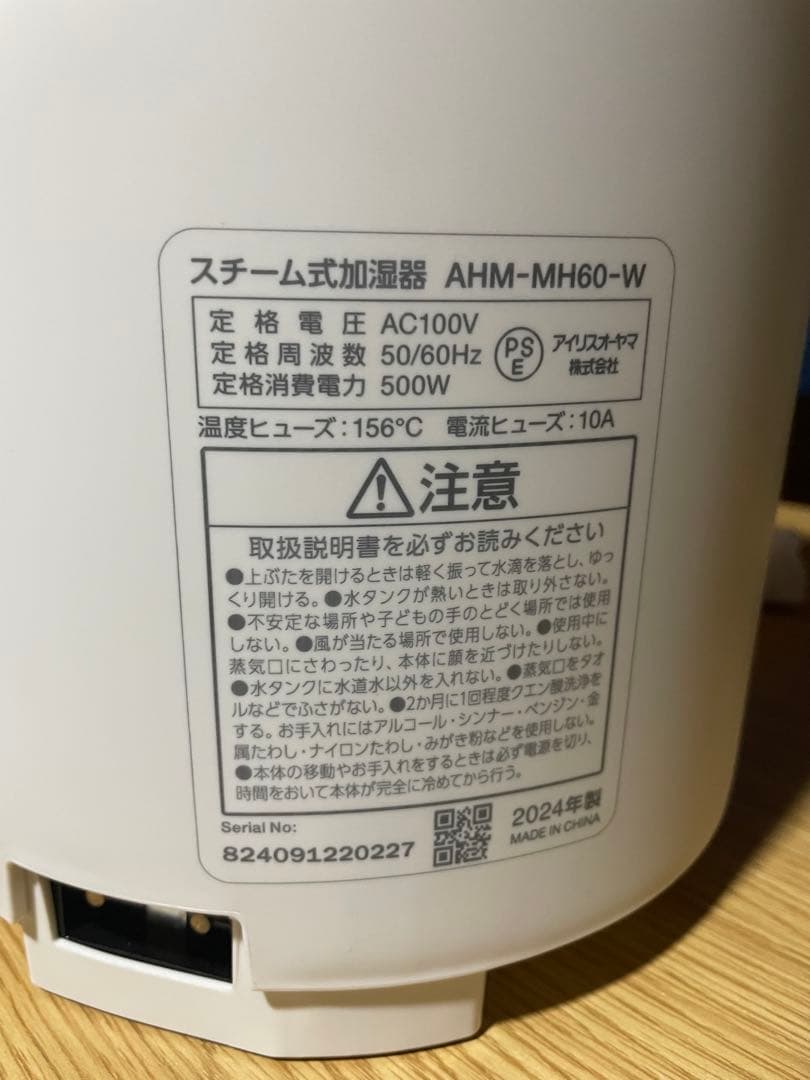 スチーム式加湿器 AHM-MH60-W
定格電圧 AC100V
定格周波数 50/60Hz
定格消費電力 500W
PS
E
アイリスオーヤマ
株式会社
温度ヒューズ:156℃ 電流ヒューズ:10A
注意
取扱説明書を必ずお読みください
●上ぶたを開けるときは軽く振って水滴を落とし、ゆっ
くり開ける。●水タンクが熱いときは取り外さない。
●不安定な場所や子どもの手のとどく場所では使用
しない。●風が当たる場所で使用しない。●使用中に
蒸気口にさわったり、本体に顔を近づけたりしない。
●水タンクに水道水以外を入れない。●蒸気口をタオ
ルなどでふさがない。●2か月に1回程度クエン酸洗浄を
する。お手入れにはアルコール・シンナー・ベンジン・金
属たわし・ナイロンたわし・みがき粉などを使用しない。
●本体の移動やお手入れをするときは必ず電源を切り、
時間をおいて本体が完全に冷めてから行う。
Serial No:
824091220227
2024年製
MADE IN CHINA